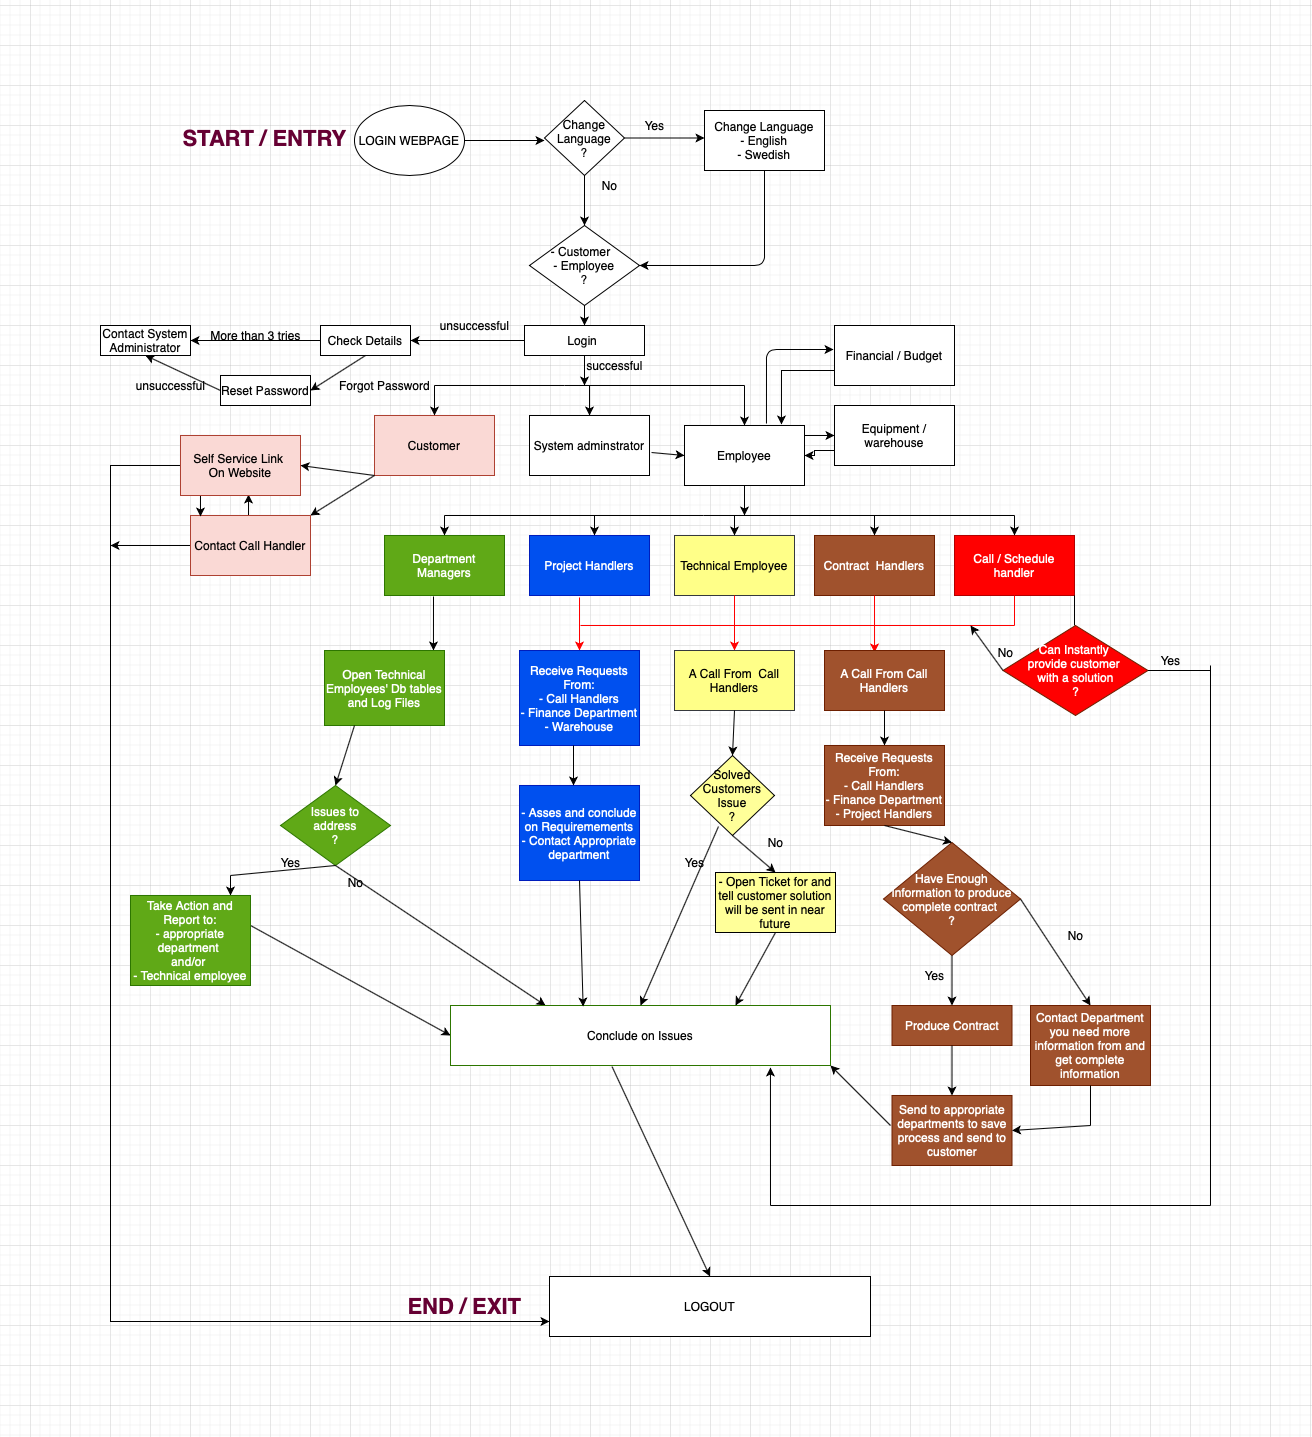 START / ENTRY
LOGIN WEBPAGE
Change
Language
?
Yes
Change Language
- English
- Swedish
No
- Customer
- Employee
?
Contact System
Administrator
More than 3 tries
Check Details
unsuccessful
Login
successful
unsuccessful
Reset Password
Forgot Password
Financial / Budget
Customer
System adminstrator
Employee
Equipment /
warehouse
Self Service Link
On Website
Contact Call Handler
Department
Managers
Project Handlers
Technical Employee
Contract  Handlers
Call / Schedule
handler
Open Technical
Employees' Db tables
and Log Files
Receive Requests
From:
- Call Handlers
- Finance Department
- Warehouse
A Call From  Call
Handlers
A Call From Call
Handlers
No
Can Instantly
provide customer
with a solution
?
Yes
Issues to
address
?
- Asses and conclude
on Requiremements
- Contact Appropriate
department
Solved
Customers
Issue
?
Receive Requests
From:
- Call Handlers
- Finance Department
- Project Handlers
Yes
No
Yes
No
Take Action and
Report to:
- appropriate
department
and/or
- Technical employee
- Open Ticket for and
tell customer solution
will be sent in near
future
Have Enough
Information to produce
complete contract
?
Yes
No
Conclude on Issues
Produce Contract
Contact Department
you need more
information from and
get complete
information
Send to appropriate
departments to save
process and send to
customer
END / EXIT
LOGOUT